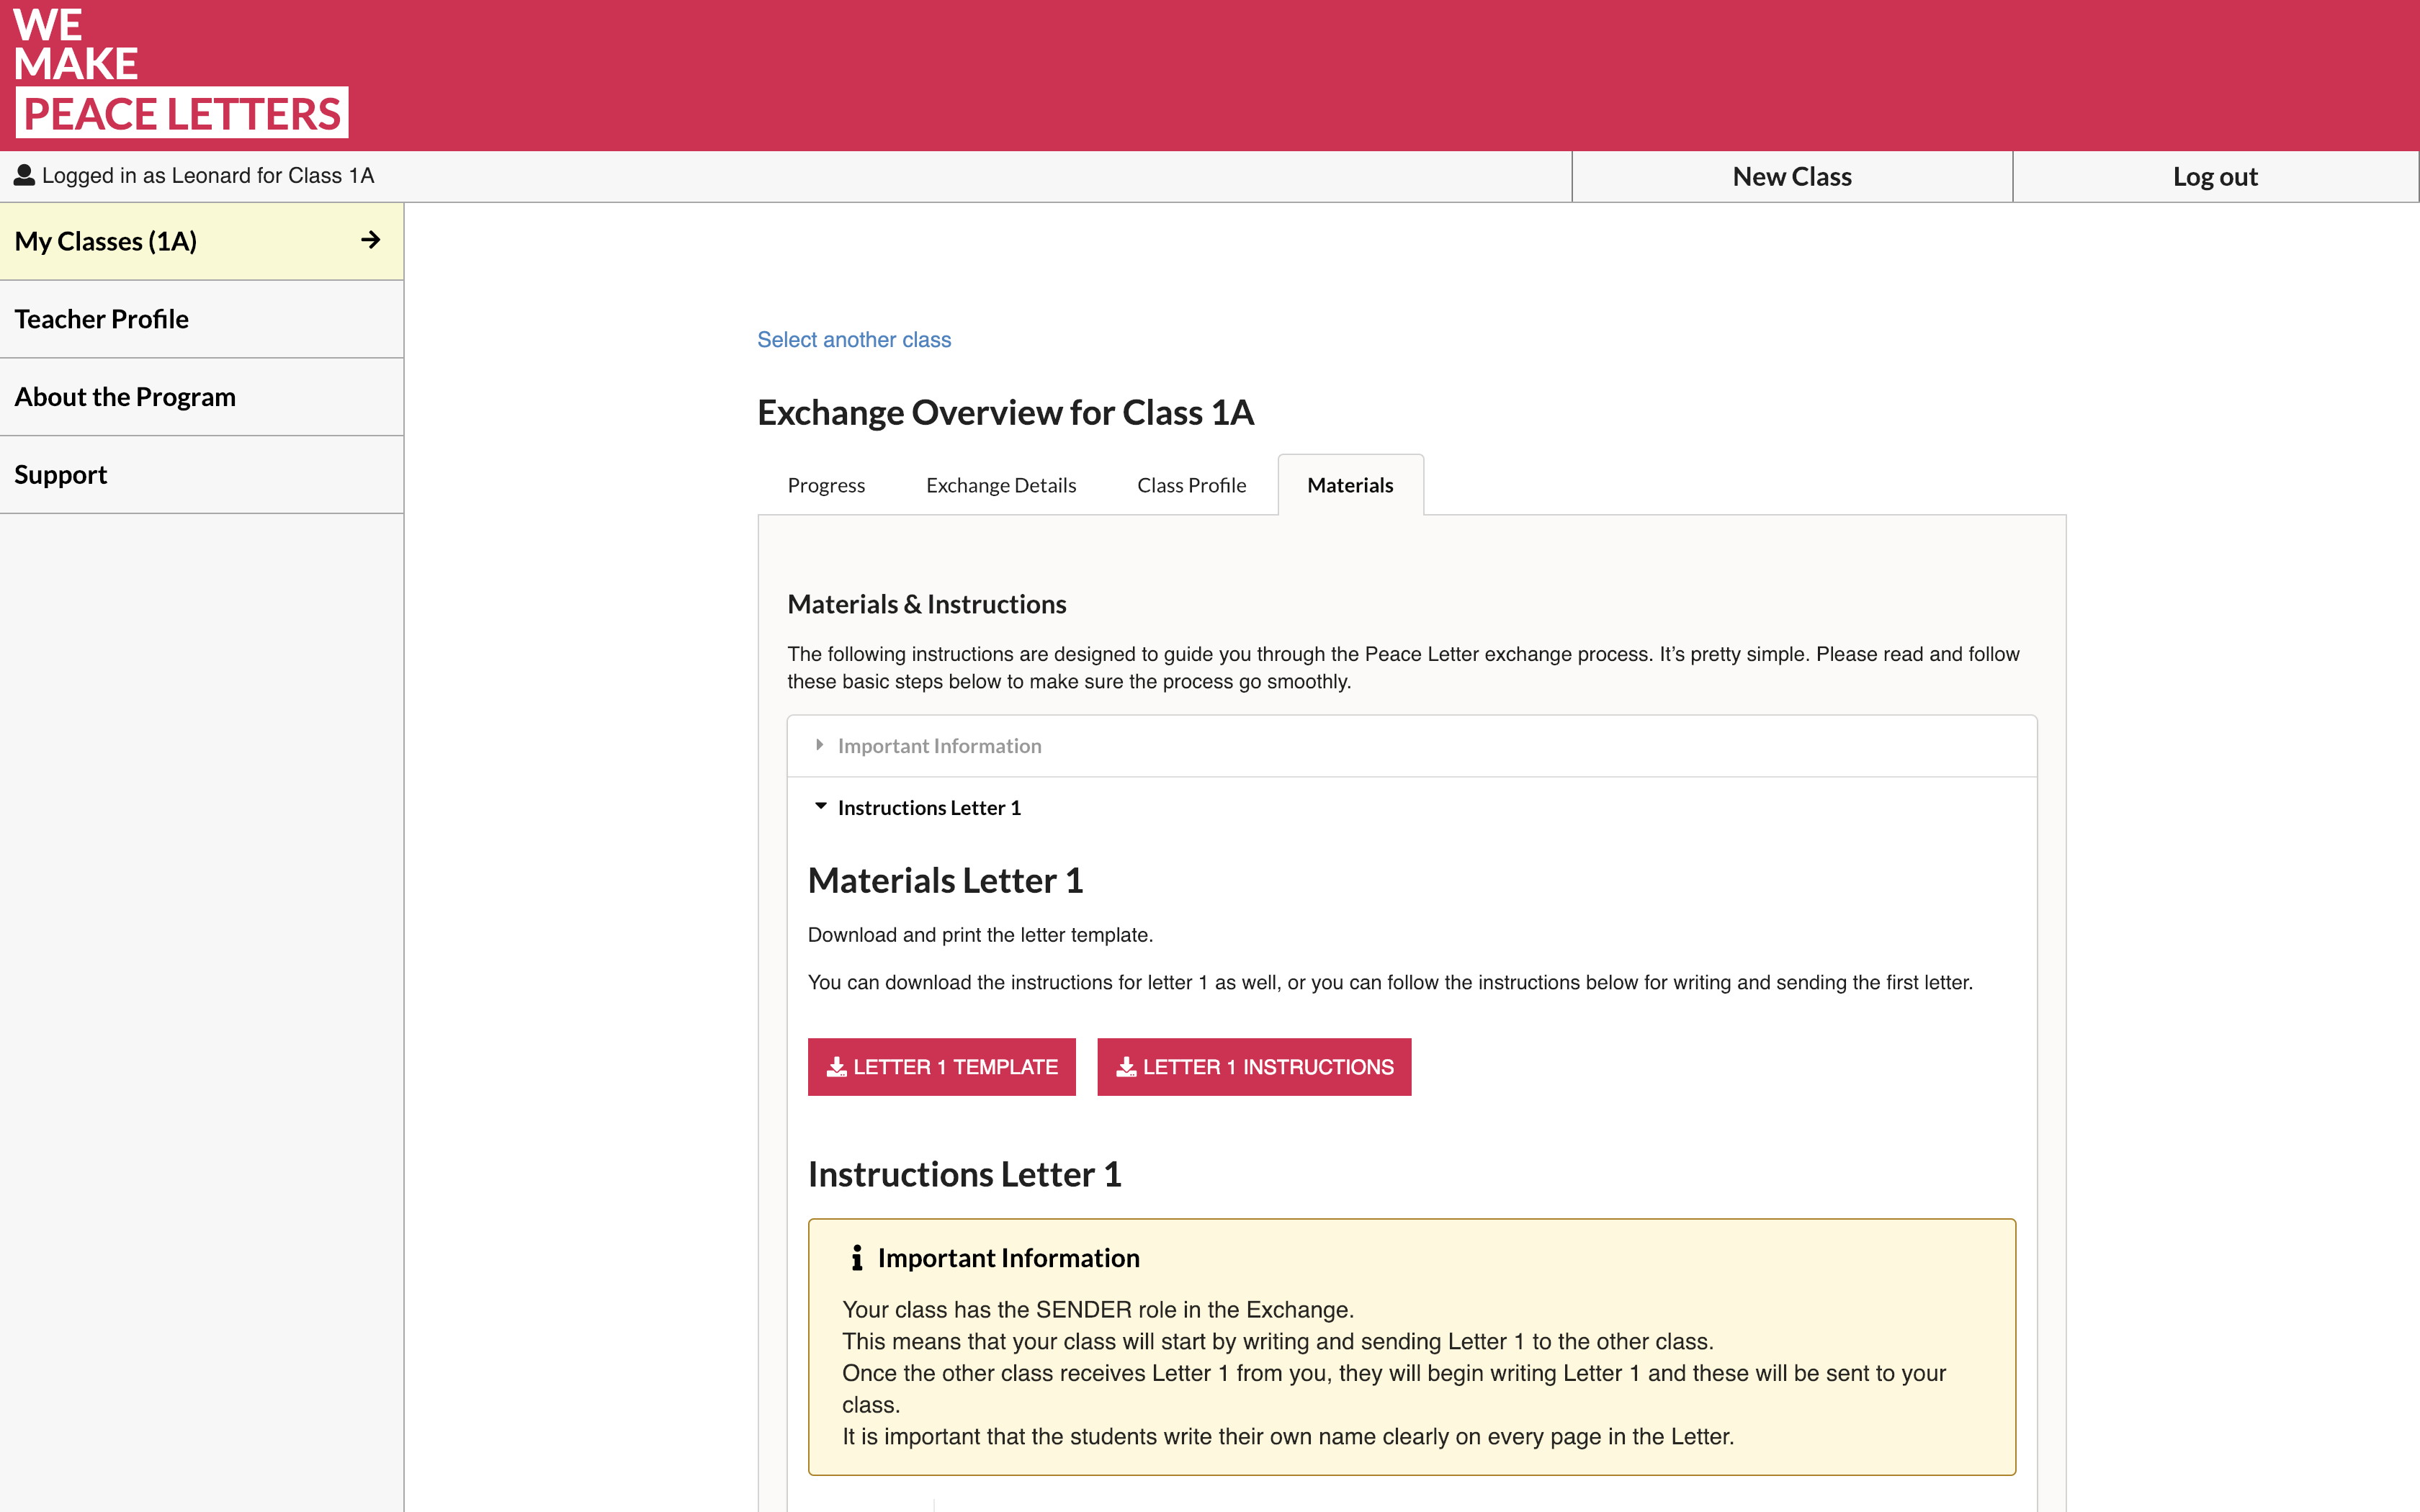 WE
MAKE
PEACE LETTERS
Logged in as Leonard for Class 1A
New Class
Log out
My Classes (1A)
Teacher Profile
About the Program
Support
Select another class
Exchange Overview for Class 1A
Progress
Exchange Details
Class Profile
Materials
Materials & Instructions
The following instructions are designed to guide you through the Peace Letter exchange process. It’s pretty simple. Please read and follow
these basic steps below to make sure the process go smoothly.
Important Information
Instructions Letter 1
Materials Letter 1
Download and print the letter template.
You can download the instructions for letter 1 as well, or you can follow the instructions below for writing and sending the first letter.
LETTER 1 TEMPLATE
LETTER 1 INSTRUCTIONS
Instructions Letter 1
Important Information
Your class has the SENDER role in the Exchange.
This means that your class will start by writing and sending Letter 1 to the other class.
Once the other class receives Letter 1 from you, they will begin writing Letter 1 and these will be sent to your
class.
It is important that the students write their own name clearly on every page in the Letter.